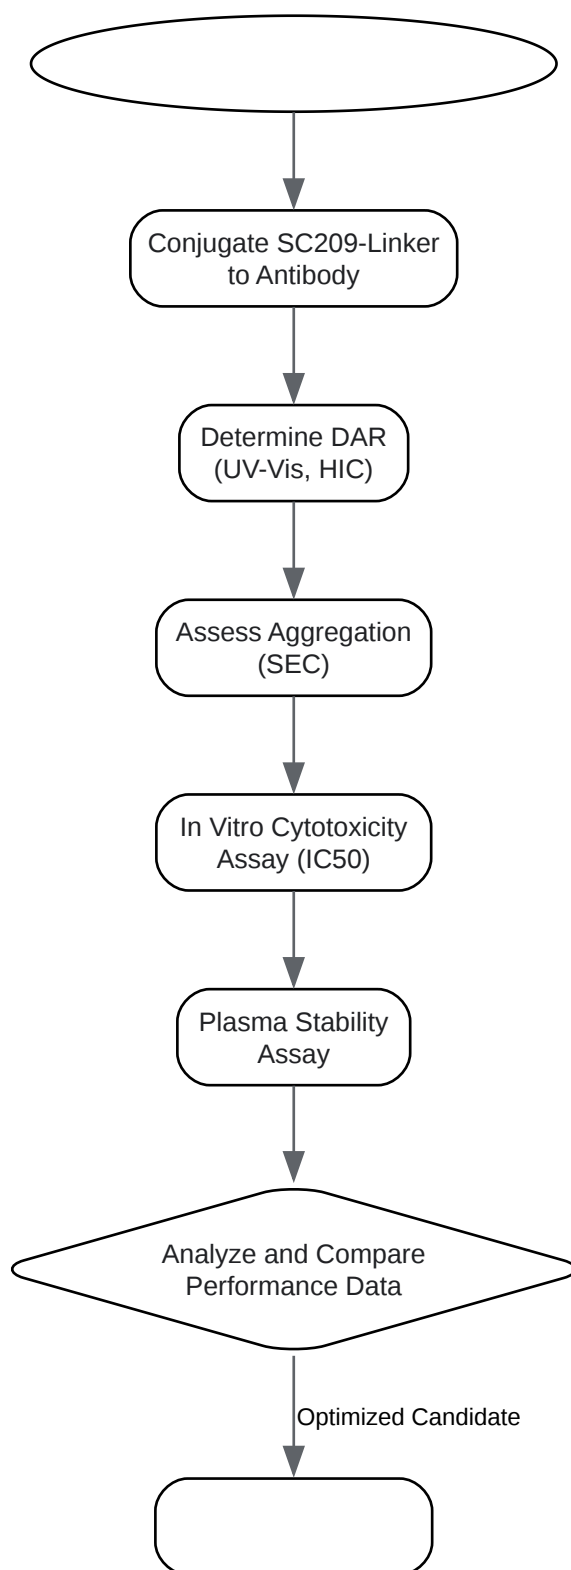 Conjugate SC209-Linker
to Antibody
Determine DAR
(UV-Vis, HIC)
Assess Aggregation
(SEC)
In Vitro Cytotoxicity
Assay (IC50)
Plasma Stability
Assay
Analyze and Compare
Performance Data
Optimized Candidate